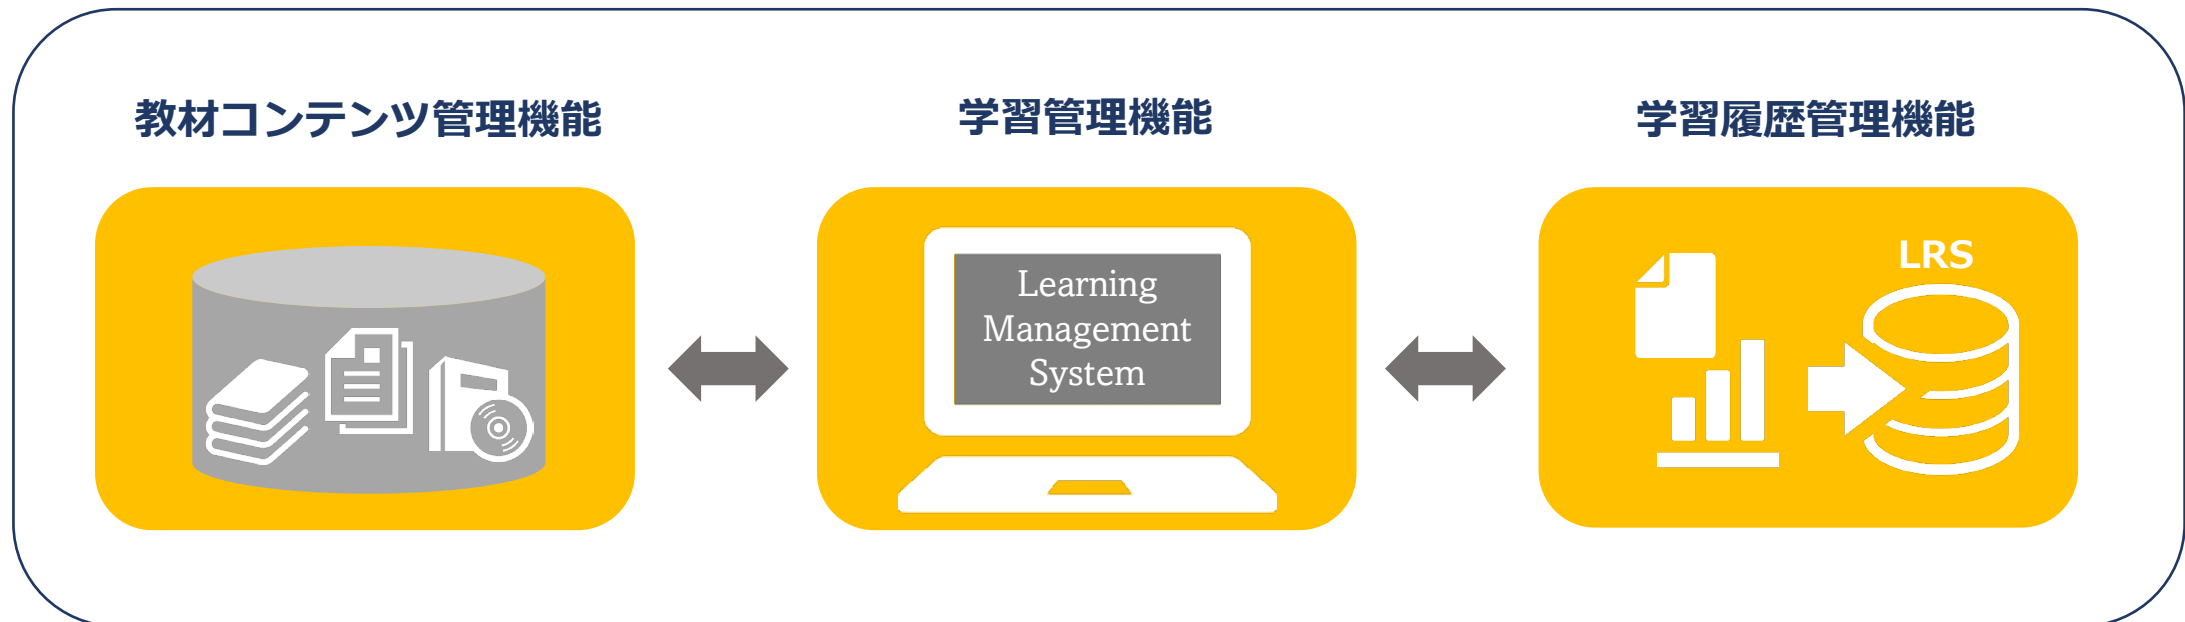 教材コンテンツ管理機能
学習管理機能
学習履歴管理機能
Learning
Management
System
LRS